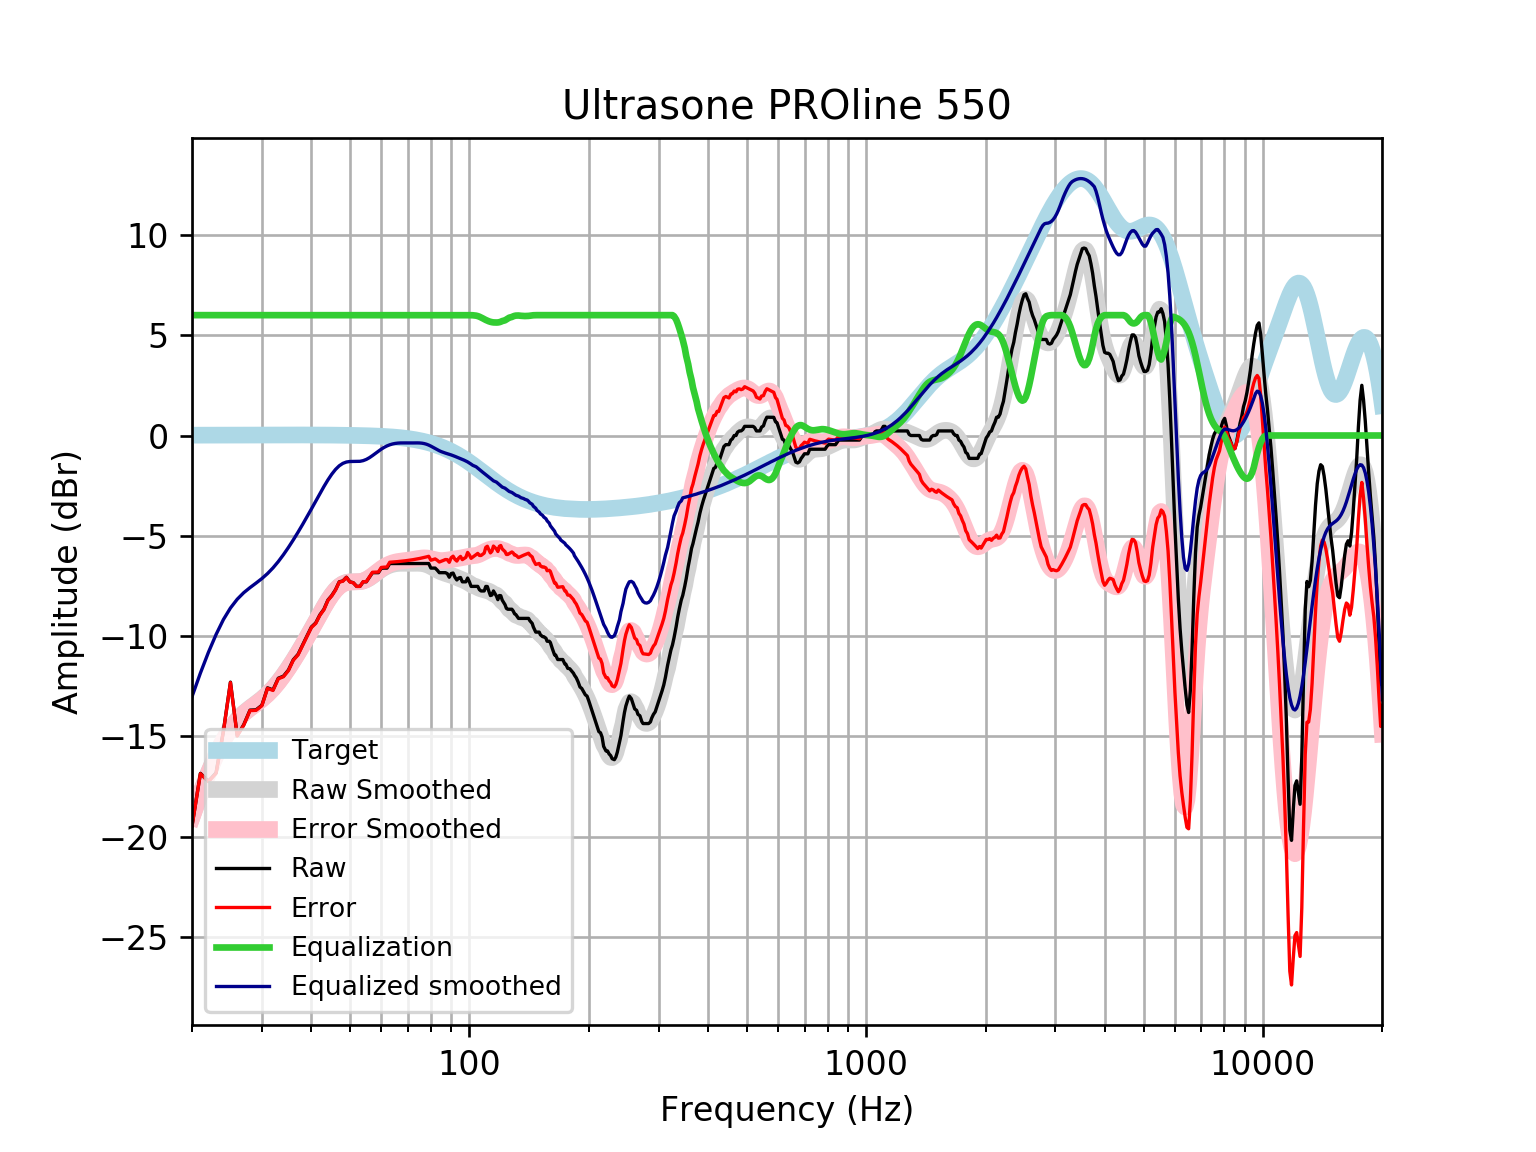 Ultrasone PROline 550
10
5
0
−5
−10
−15
−20
−25
Amplitude (dBr)
Target
Raw Smoothed
Error Smoothed
Raw
Error
Equalization
Equalized smoothed
100
1000
10000
Frequency (Hz)